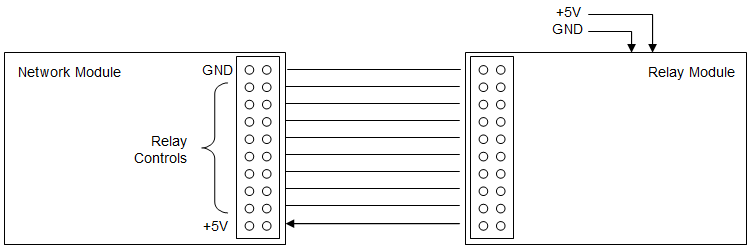 +5V
GND
Network Module
GND
Relay Module
Relay
Controls
+5V